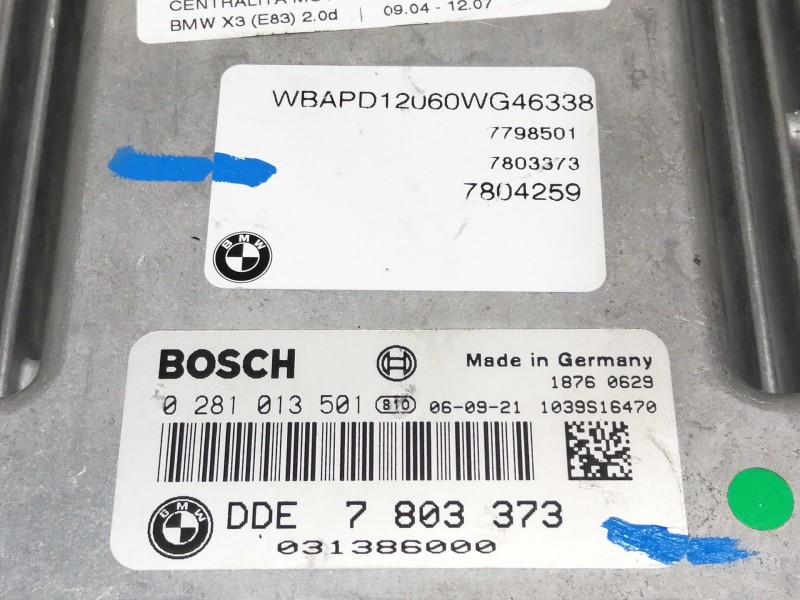 BMW X3 (E83) 2.0d
09.04 - 12.07
WBAPD12060WG46338
7798501
7803373
7804259
BMW
BOSCH
Made in Germany
1876 0629
0 281 013 501 810 06-09-21 1039S16470
BMW
DDE 7 803 373
031386000